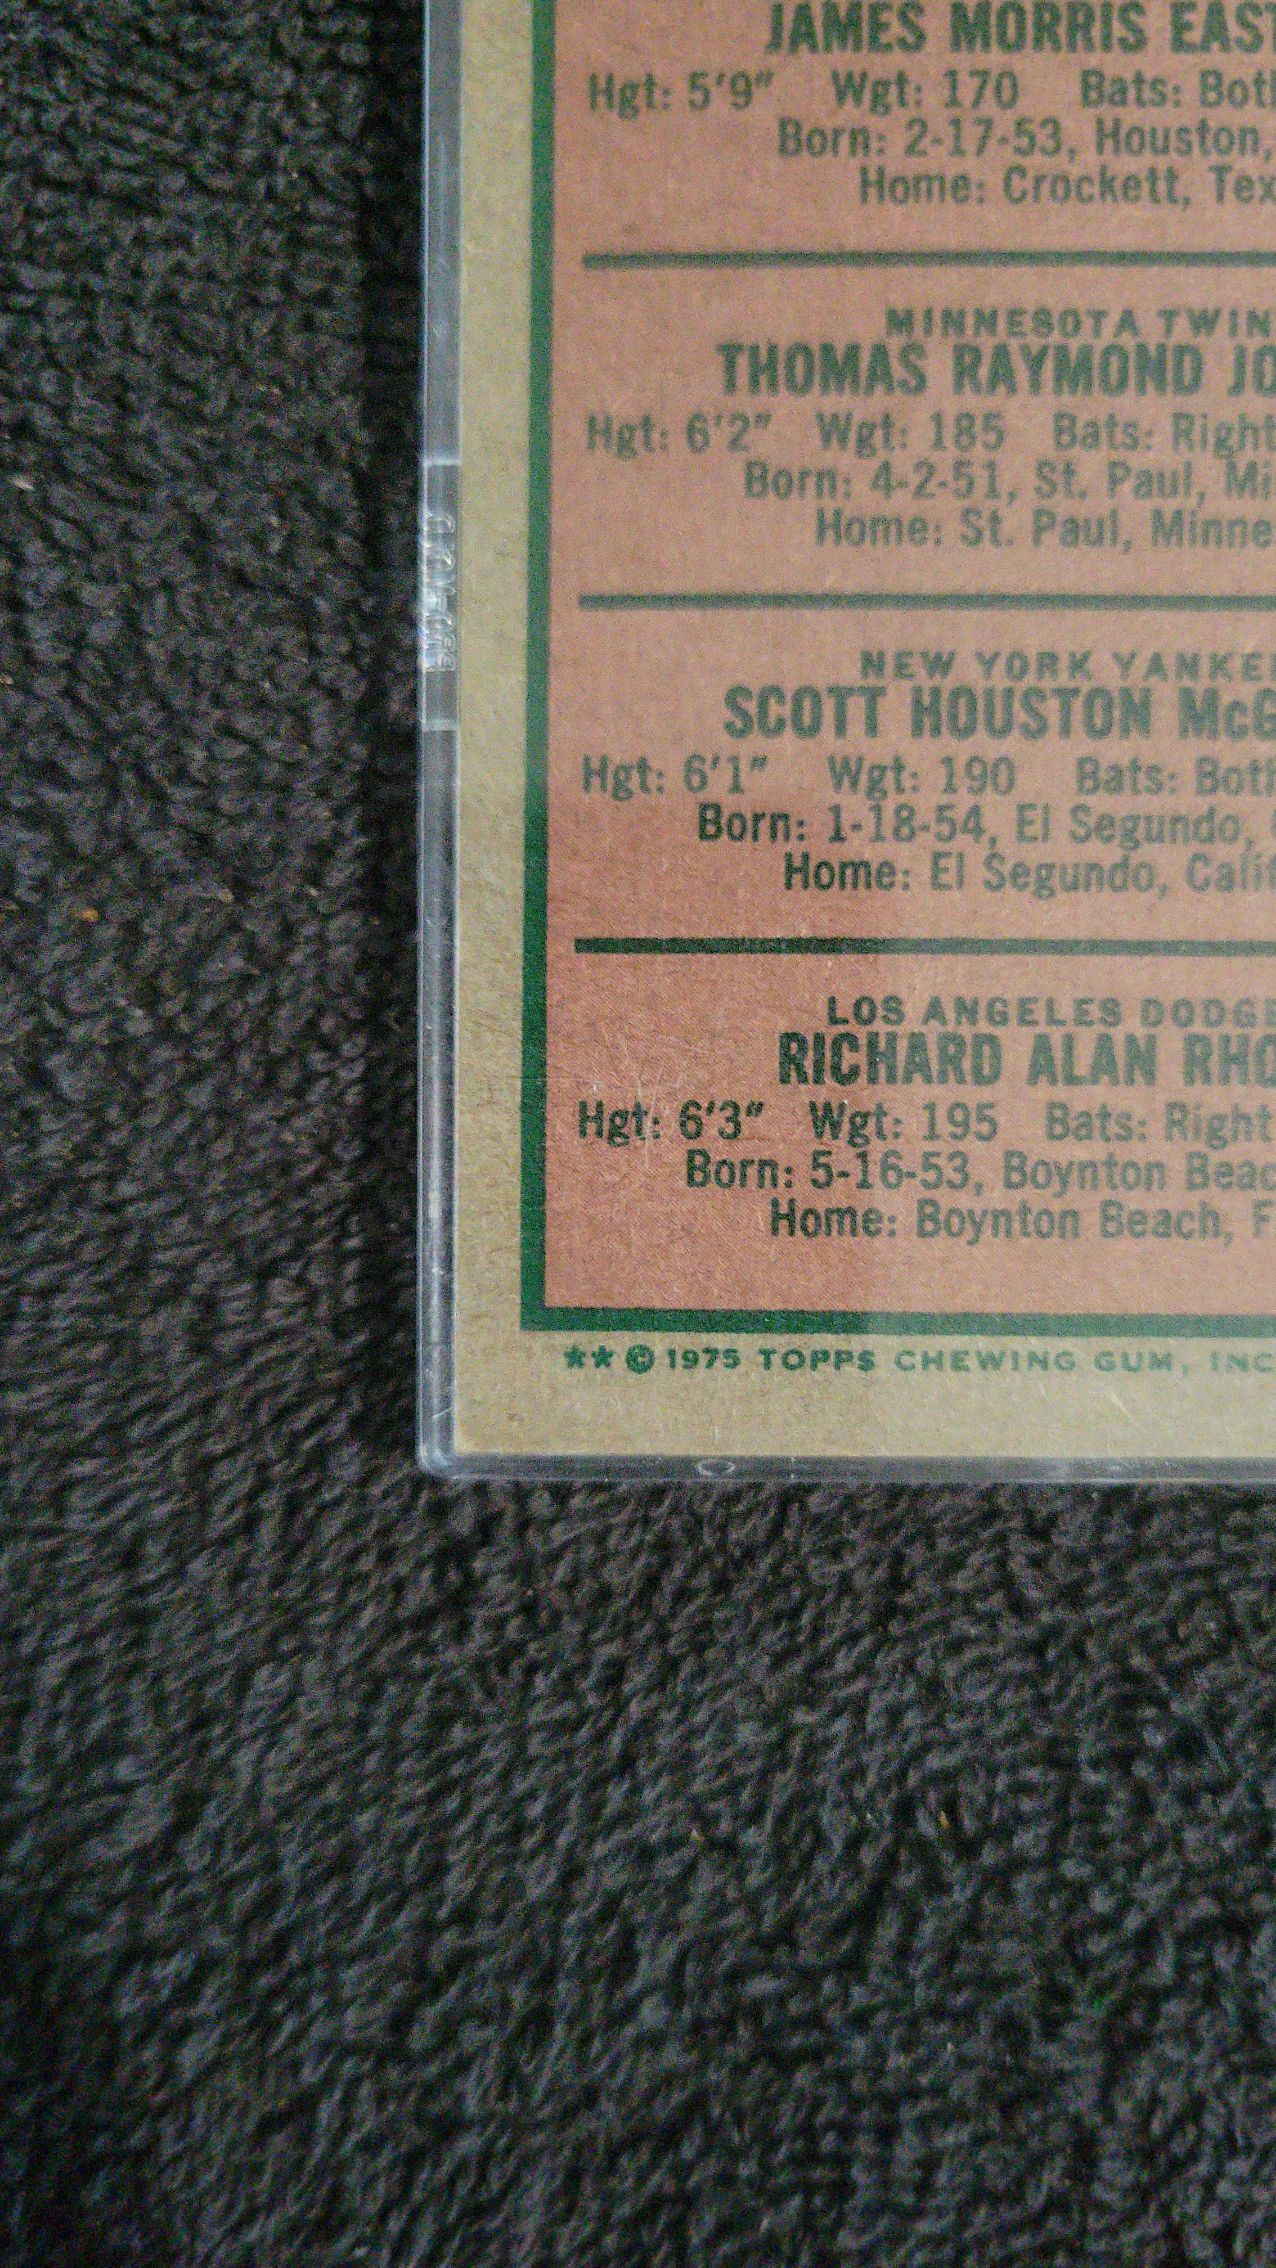 JAMES MORRIS EAST
Hgt: 5'9" Wgt: 170 Bats: Both
Born: 2-17-53, Houston,
Home: Crockett, Tex
MINNESOTA TWIN
THOMAS RAYMOND JO
Hgt: 6'2" Wgt: 185 Bats: Right
Born: 4-2-51, St. Paul, Mi
Home: St. Paul, Minne
NEW YORK YANKE
SCOTT HOUSTON McG
Hgt: 6'1" Wgt: 190 Bats: Both
Born: 1-18-54, El Segundo,
Home: El Segundo, Calif
LOS ANGELES DODGE
RICHARD ALAN RHO
Hgt: 6'3" Wgt: 195 Bats: Right
Born: 5-16-53, Boynton Beac
Home: Boynton Beach, F
** © 1975 TOPPS CHEWING GUM, INC.